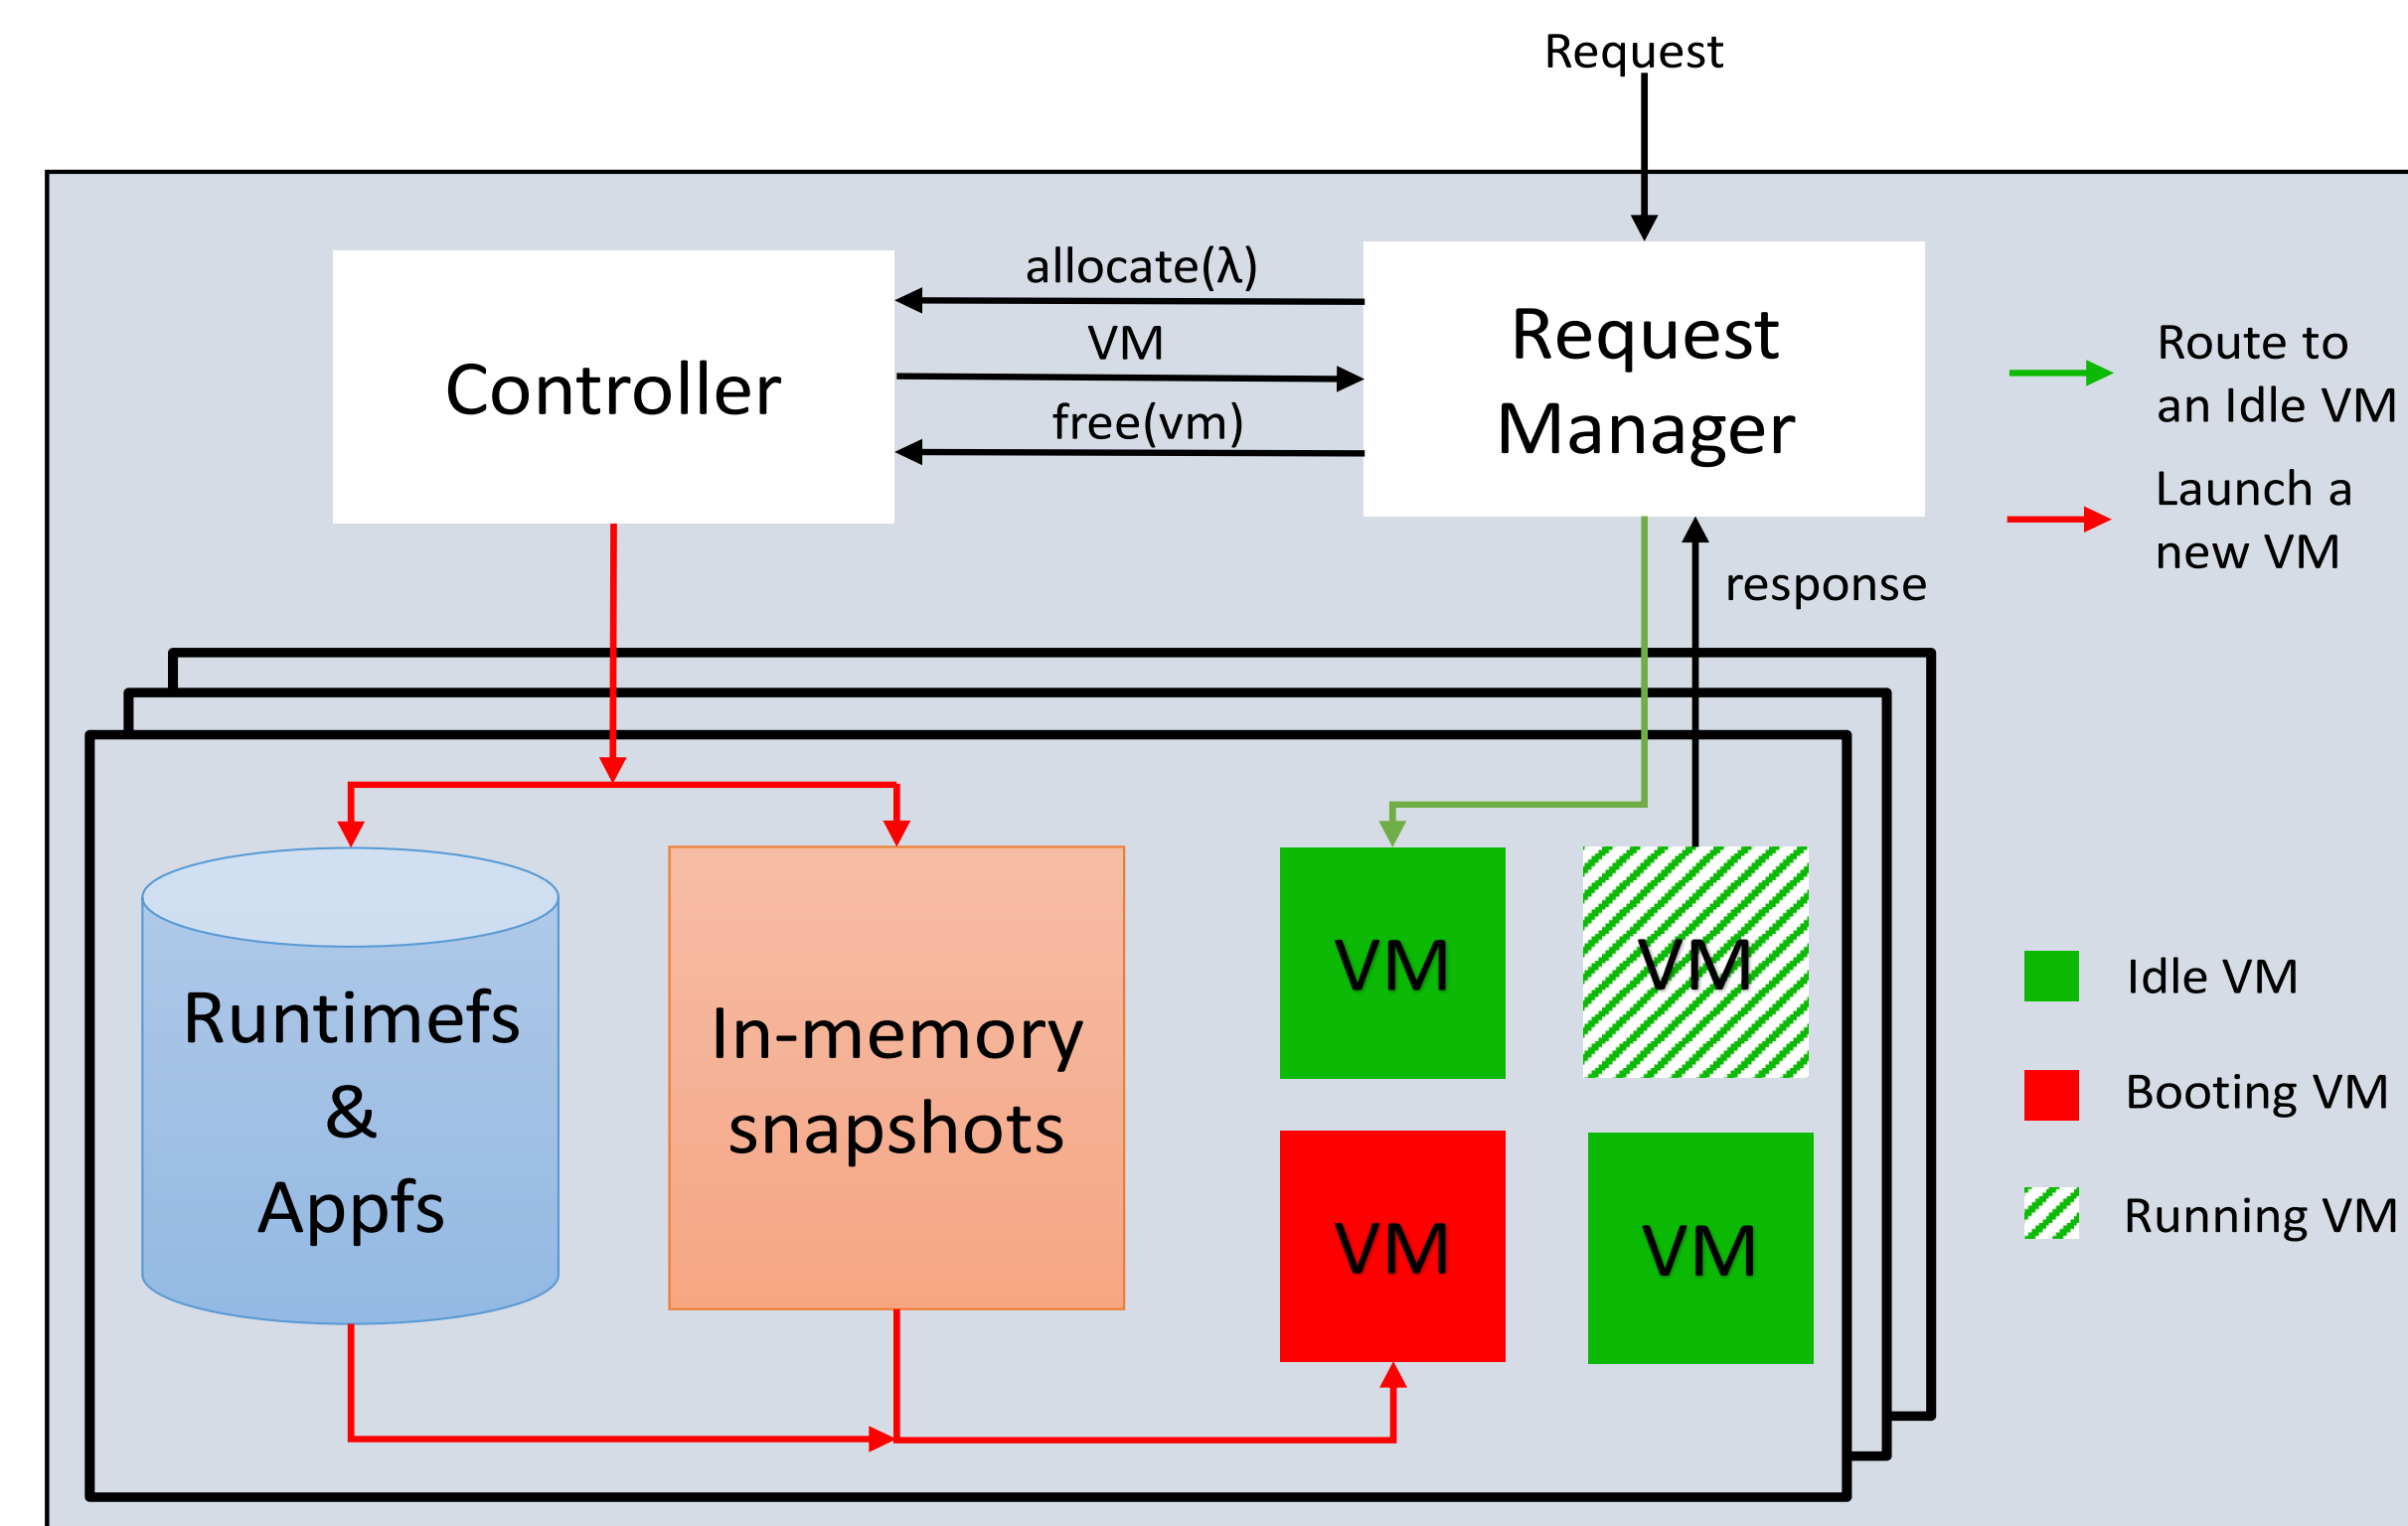 Request
allocate(λ)
VM
free(vm)
Controller
Request
Manager
Route to
an Idle VM
Launch a
new VM
response
Runtimefs
&
Appfs
In-memory
snapshots
VM
VM
VM
VM
Idle VM
Booting VM
Running VM